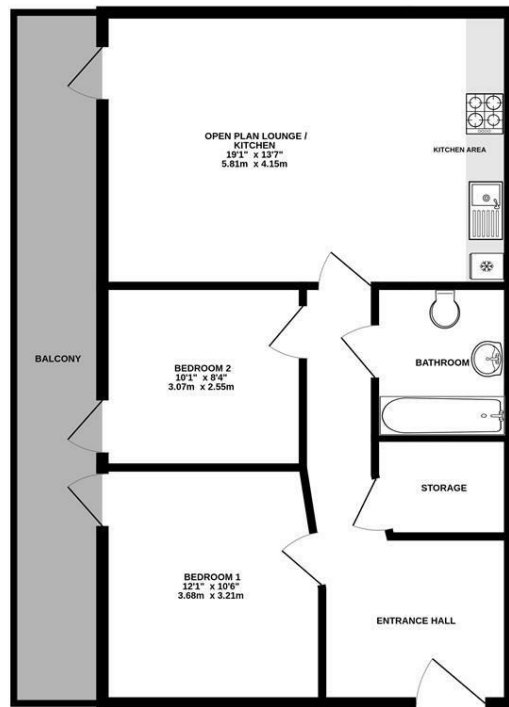 OPEN PLAN LOUNGE /
KITCHEN
19'1" x 13'7"
5.81m x 4.15m
KITCHEN AREA
BALCONY
BEDROOM 2
10'1" x 8'4"
3.07m x 2.55m
BATHROOM
STORAGE
BEDROOM 1
12'1" x 10'6"
3.68m x 3.21m
ENTRANCE HALL